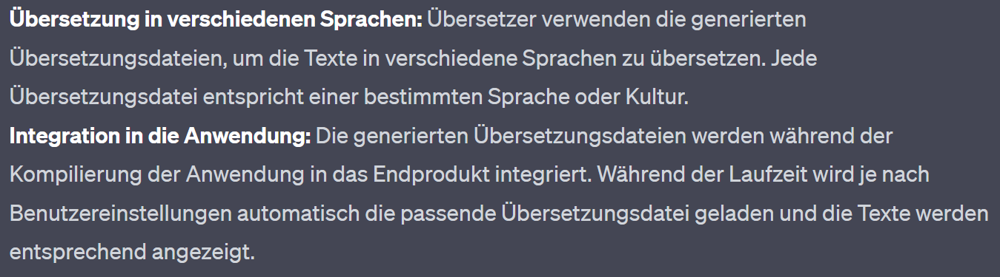 Übersetzung in verschiedenen Sprachen: Übersetzer verwenden die generierten
Übersetzungsdateien, um die Texte in verschiedene Sprachen zu übersetzen. Jede
Übersetzungsdatei entspricht einer bestimmten Sprache oder Kultur.
Integration in die Anwendung: Die generierten Übersetzungsdateien werden während der
Kompilierung der Anwendung in das Endprodukt integriert. Während der Laufzeit wird je nach
Benutzereinstellungen automatisch die passende Übersetzungsdatei geladen und die Texte werden
entsprechend angezeigt.